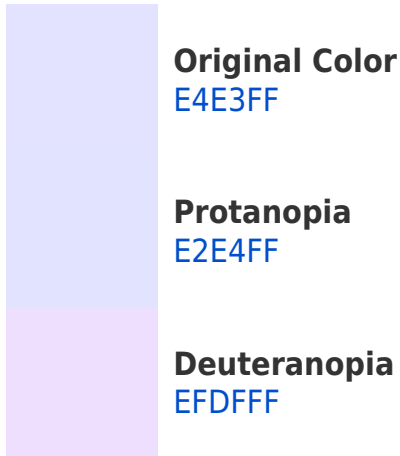 Original Color
E4E3FF
Protanopia
E2E4FF
Deuteranopia
EFDFFF